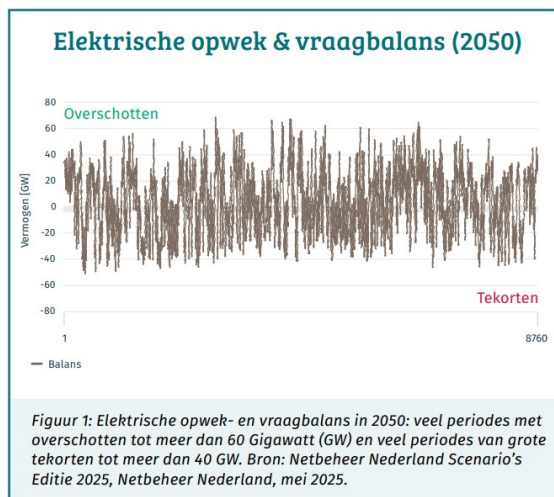 Elektrische opwek & vraagbalans (2050)
80
Overschotten
60
40
20
0
-20
-40
-60
-80
Vermogen [GW]
Tekorten
1
8760
Balans
Figuur 1: Elektrische opwek- en vraagbalans in 2050: veel periodes met
overschotten tot meer dan 60 Gigawatt (GW) en veel periodes van grote
tekorten tot meer dan 40 GW. Bron: Netbeheer Nederland Scenario's
Editie 2025, Netbeheer Nederland, mei 2025.